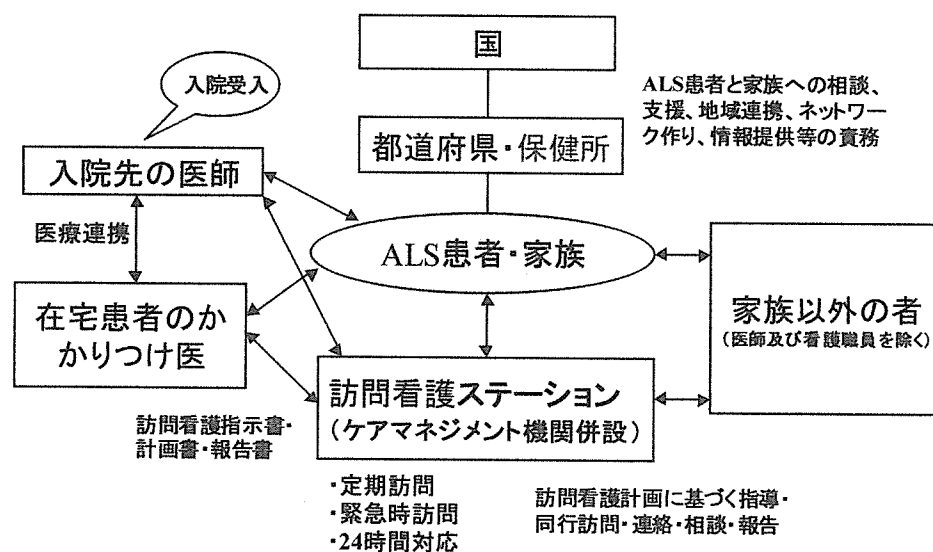 国
入院受入
ALS患者と家族への相談、
支援、地域連携、ネットワー
ク作り、情報提供等の責務
都道府県・保健所
入院先の医師
医療連携
ALS患者・家族
在宅患者のか
かりつけ医
家族以外の者
(医師及び看護職員を除く)
訪問看護ステーション
(ケアマネジメント機関併設)
訪問看護指示書・
計画書・報告書
・定期訪問
・緊急時訪問
・24時間対応
訪問看護計画に基づく指導・
同行訪問・連絡・相談・報告